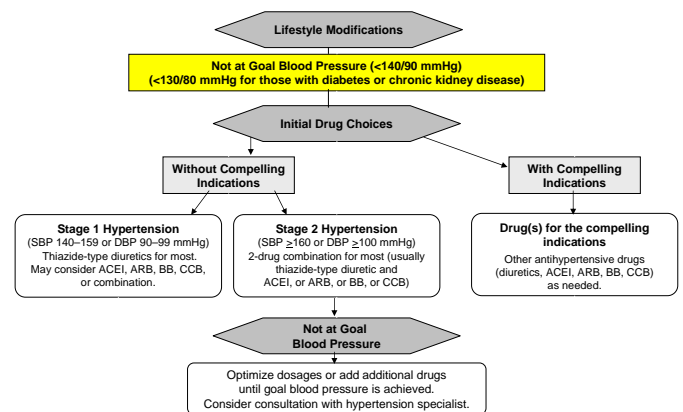 Lifestyle Modifications
Not at Goal Blood Pressure (<140/90 mmHg)
(<130/80 mmHg for those with diabetes or chronic kidney disease)
Initial Drug Choices
Without Compelling
Indications
With Compelling
Indications
Stage 1 Hypertension
(SBP 140–159 or DBP 90–99 mmHg)
Thiazide-type diuretics for most.
May consider ACEI, ARB, BB, CCB,
or combination.
Stage 2 Hypertension
(SBP ≥160 or DBP ≥100 mmHg)
2-drug combination for most (usually
thiazide-type diuretic and
ACEI, or ARB, or BB, or CCB)
Drug(s) for the compelling
indications
Other antihypertensive drugs
(diuretics, ACEI, ARB, BB, CCB)
as needed.
Not at Goal
Blood Pressure
Optimize dosages or add additional drugs
until goal blood pressure is achieved.
Consider consultation with hypertension specialist.